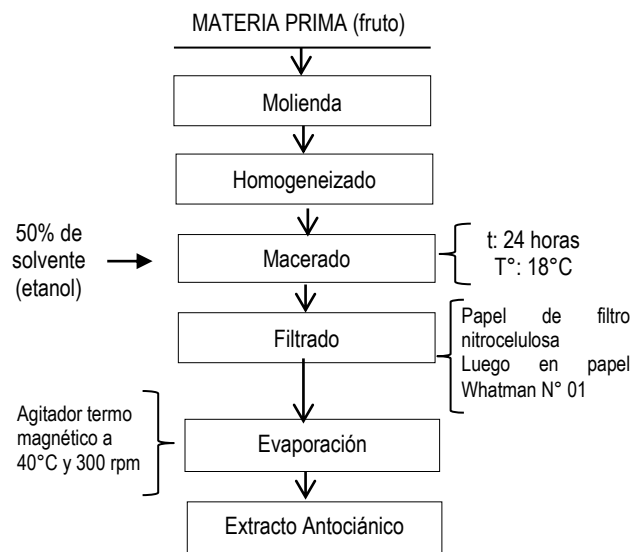 MATERIA PRIMA (fruto)
Molienda
Homogeneizado
50% de
solvente
(etanol)
Macerado
t: 24 horas
T°: 18°C
Filtrado
Papel de filtro
nitrocelulosa
Luego en papel
Whatman N° 01
Agitador termo
magnético a
40°C y 300 rpm
Evaporación
Extracto Antociánico